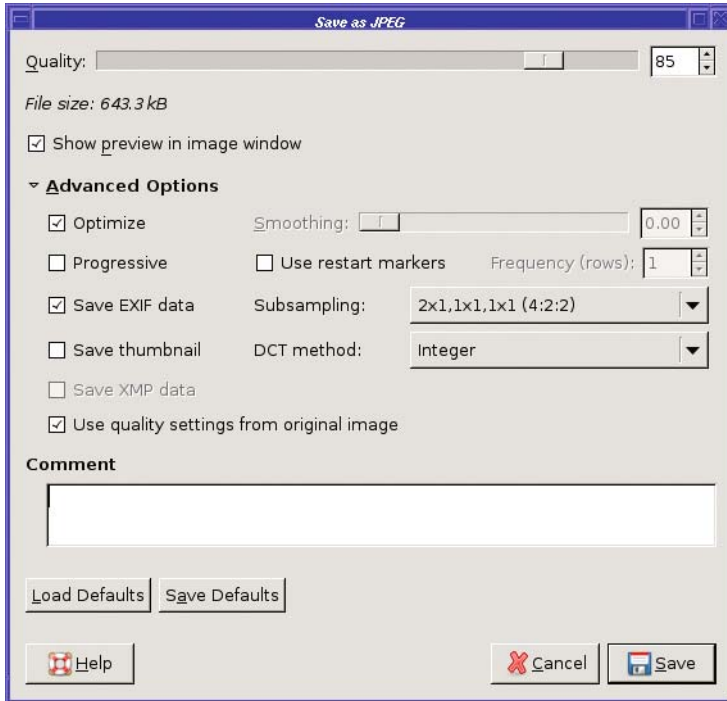 Save as JPEG
Quality: 85
File size: 643.3 kB
Show preview in image window
Advanced Options
Optimize Smoothing: 0.00
Progressive Use restart markers Frequency (rows): 1
Save EXIF data Subsampling: 2x1,1x1,1x1 (4:2:2)
Save thumbnail DCT method: Integer
Save XMP data
Use quality settings from original image
Comment
Load Defaults Save Defaults
Help Cancel Save